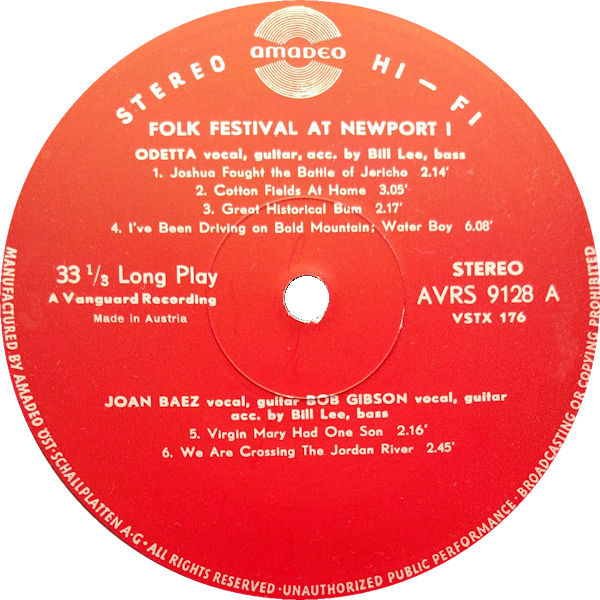 AMADEO
STEREO HI – FI
FOLK FESTIVAL AT NEWPORT I
ODETTA vocal, guitar, acc. by Bill Lee, bass
1. Joshua Fought the Battle of Jericho 2.14'
2. Cotton Fields At Home 3.05'
3. Great Historical Bum 2.17'
4. I've Been Driving on Bald Mountain; Water Boy 6.08'
33 1/3 Long Play
A Vanguard Recording
Made in Austria
STEREO
AVRS 9128 A
VSTX 176
JOAN BAEZ vocal, guitar BOB GIBSON vocal, guitar
acc. by Bill Lee, bass
5. Virgin Mary Had One Son 2.16'
6. We Are Crossing The Jordan River 2.45'
MANUFACTURED BY AMADEO ÖST·SCHALLPLATTEN A·G·ALL RIGHTS RESERVED·UNAUTHORIZED PUBLIC PERFORMANCE·BROADCASTING OR COPYING PROHIBITED